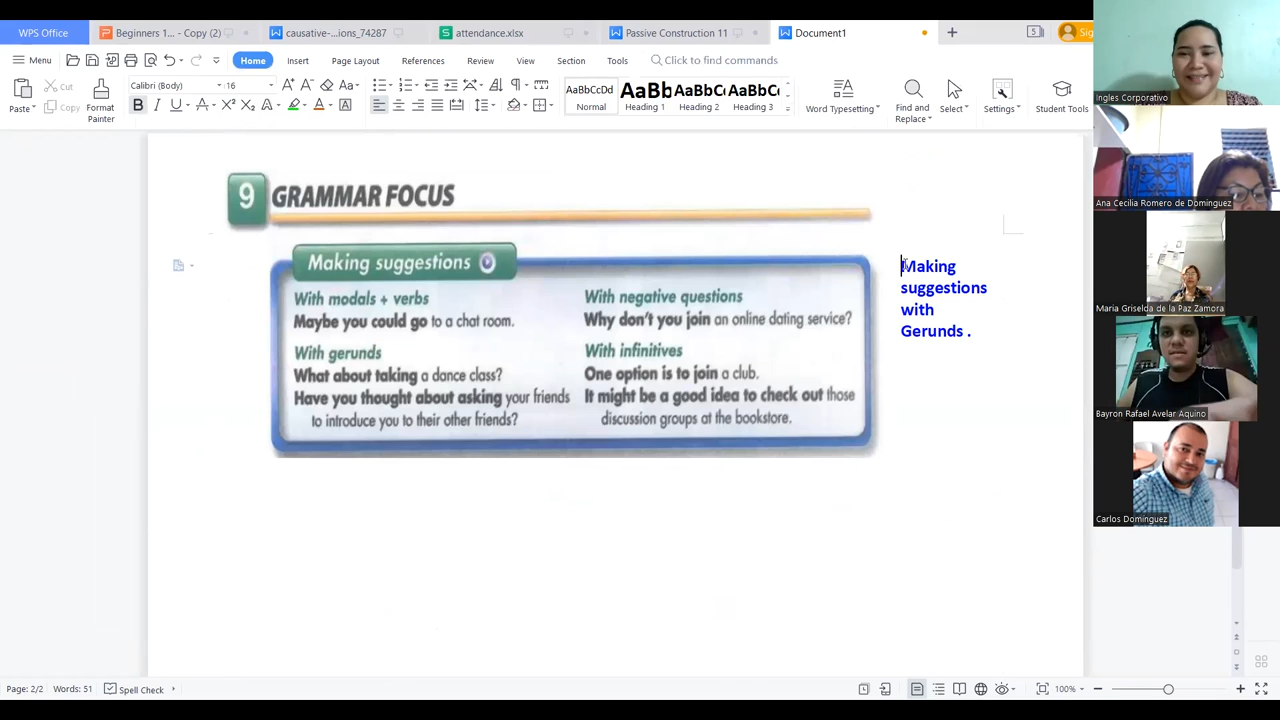 WPS Office
Beginners 1... - Copy (2)
causative-...ions_7428
attendance.xlsx
Passive Construction 11
Document1
Menu
Home
Insert
Page Layout
References
Review
View
Section
Tools
Click to find commands
Paste
Cut
Copy
Format
Painter
Calibri (Body)
16
AaBbCcDd
Normal
AaBb
Heading 1
AaBbC
Heading 2
AaBbC
Heading 3
Word Typesetting
Find and
Replace
Select
Settings
Student Tools
9 GRAMMAR FOCUS
Making suggestions
With modals + verbs
Maybe you could go to a chat room.
With gerunds
What about taking a dance class?
Have you thought about asking your friends
to introduce you to their other friends?
With negative questions
Why don't you join an online dating service?
With infinitives
One option is to join a club.
It might be a good idea to check out those
discussion groups at the bookstore.
Making
suggestions
with
Gerunds .
Ingles Corporativo
Ana Cecilia Romero de Dominguez
Maria Griselda de la Paz Zamora
Bayron Rafael Avelar Aquino
Carlos Dominguez
Page: 2/2
Words: 51
Spell Check
100%